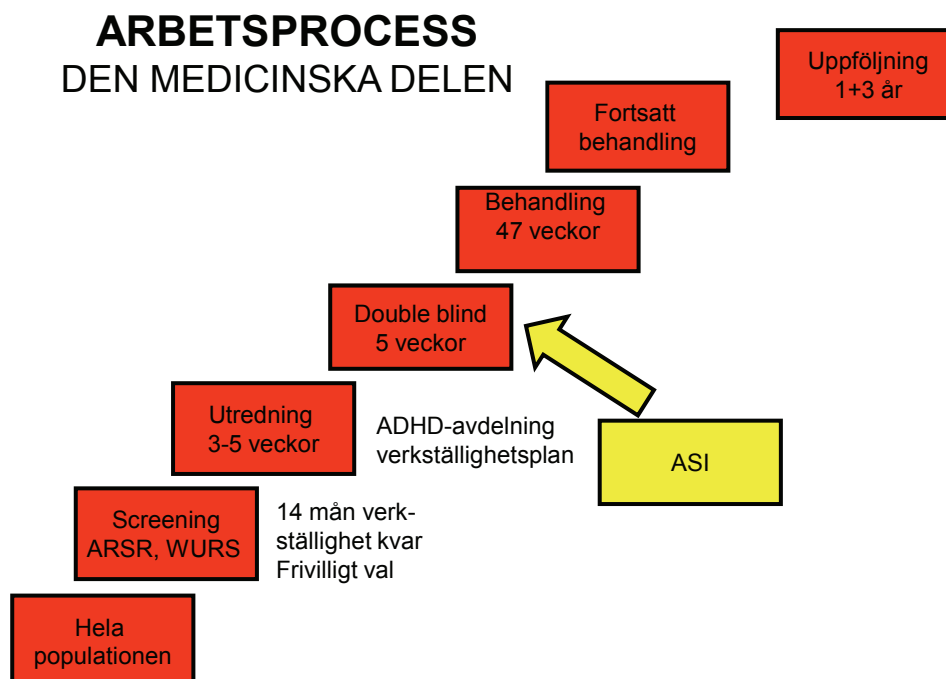 ARBETSPROCESS
DEN MEDICINSKA DELEN
Uppföljning
1+3 år
Fortsatt
behandling
Behandling
47 veckor
Double blind
5 veckor
Utredning
3-5 veckor
ADHD-avdelning
verkställighetsplan
ASI
Screening
ARSR, WURS
14 mån verk-
ställighet kvar
Frivilligt val
Hela
populationen